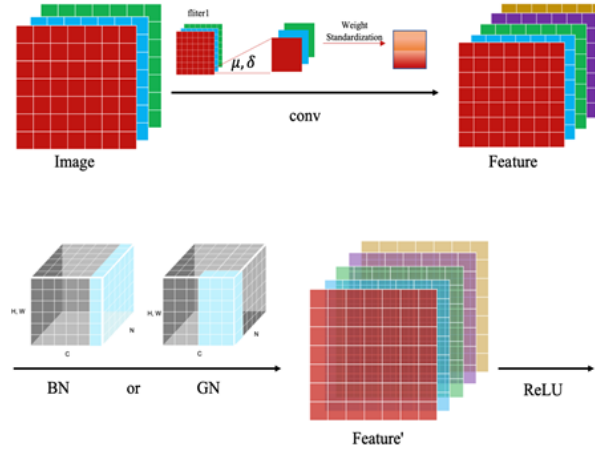 fliter1
Weight
Standardization
μ, δ
conv
Image
Feature
H, W
N
C
H, W
N
C
BN
or
GN
ReLU
Feature'